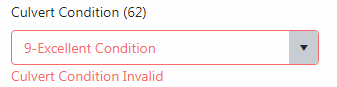 Culvert Condition (62)
9-Excellent Condition
Culvert Condition Invalid